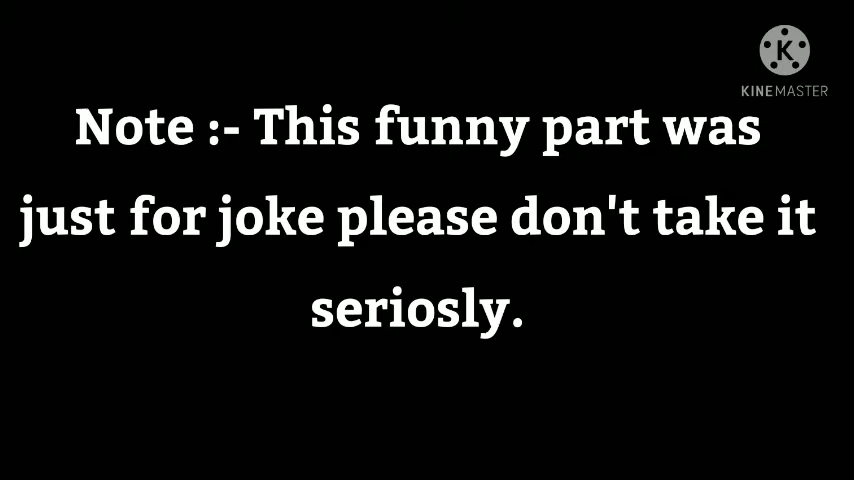 K
KINEMASTER
Note :- This funny part was
just for joke please don't take it
seriosly.